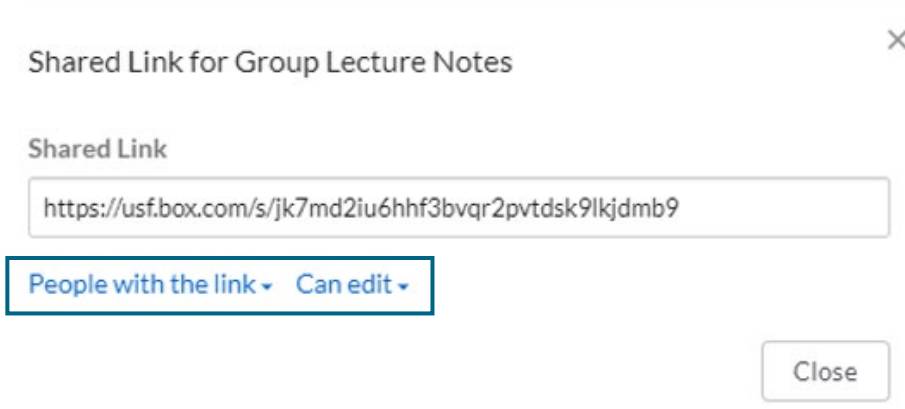 Shared Link for Group Lecture Notes
Shared Link
https://usf.box.com/s/jk7md2iu6hhf3bvqr2pvtdsk9lkjdmb9
People with the link Can edit
Close